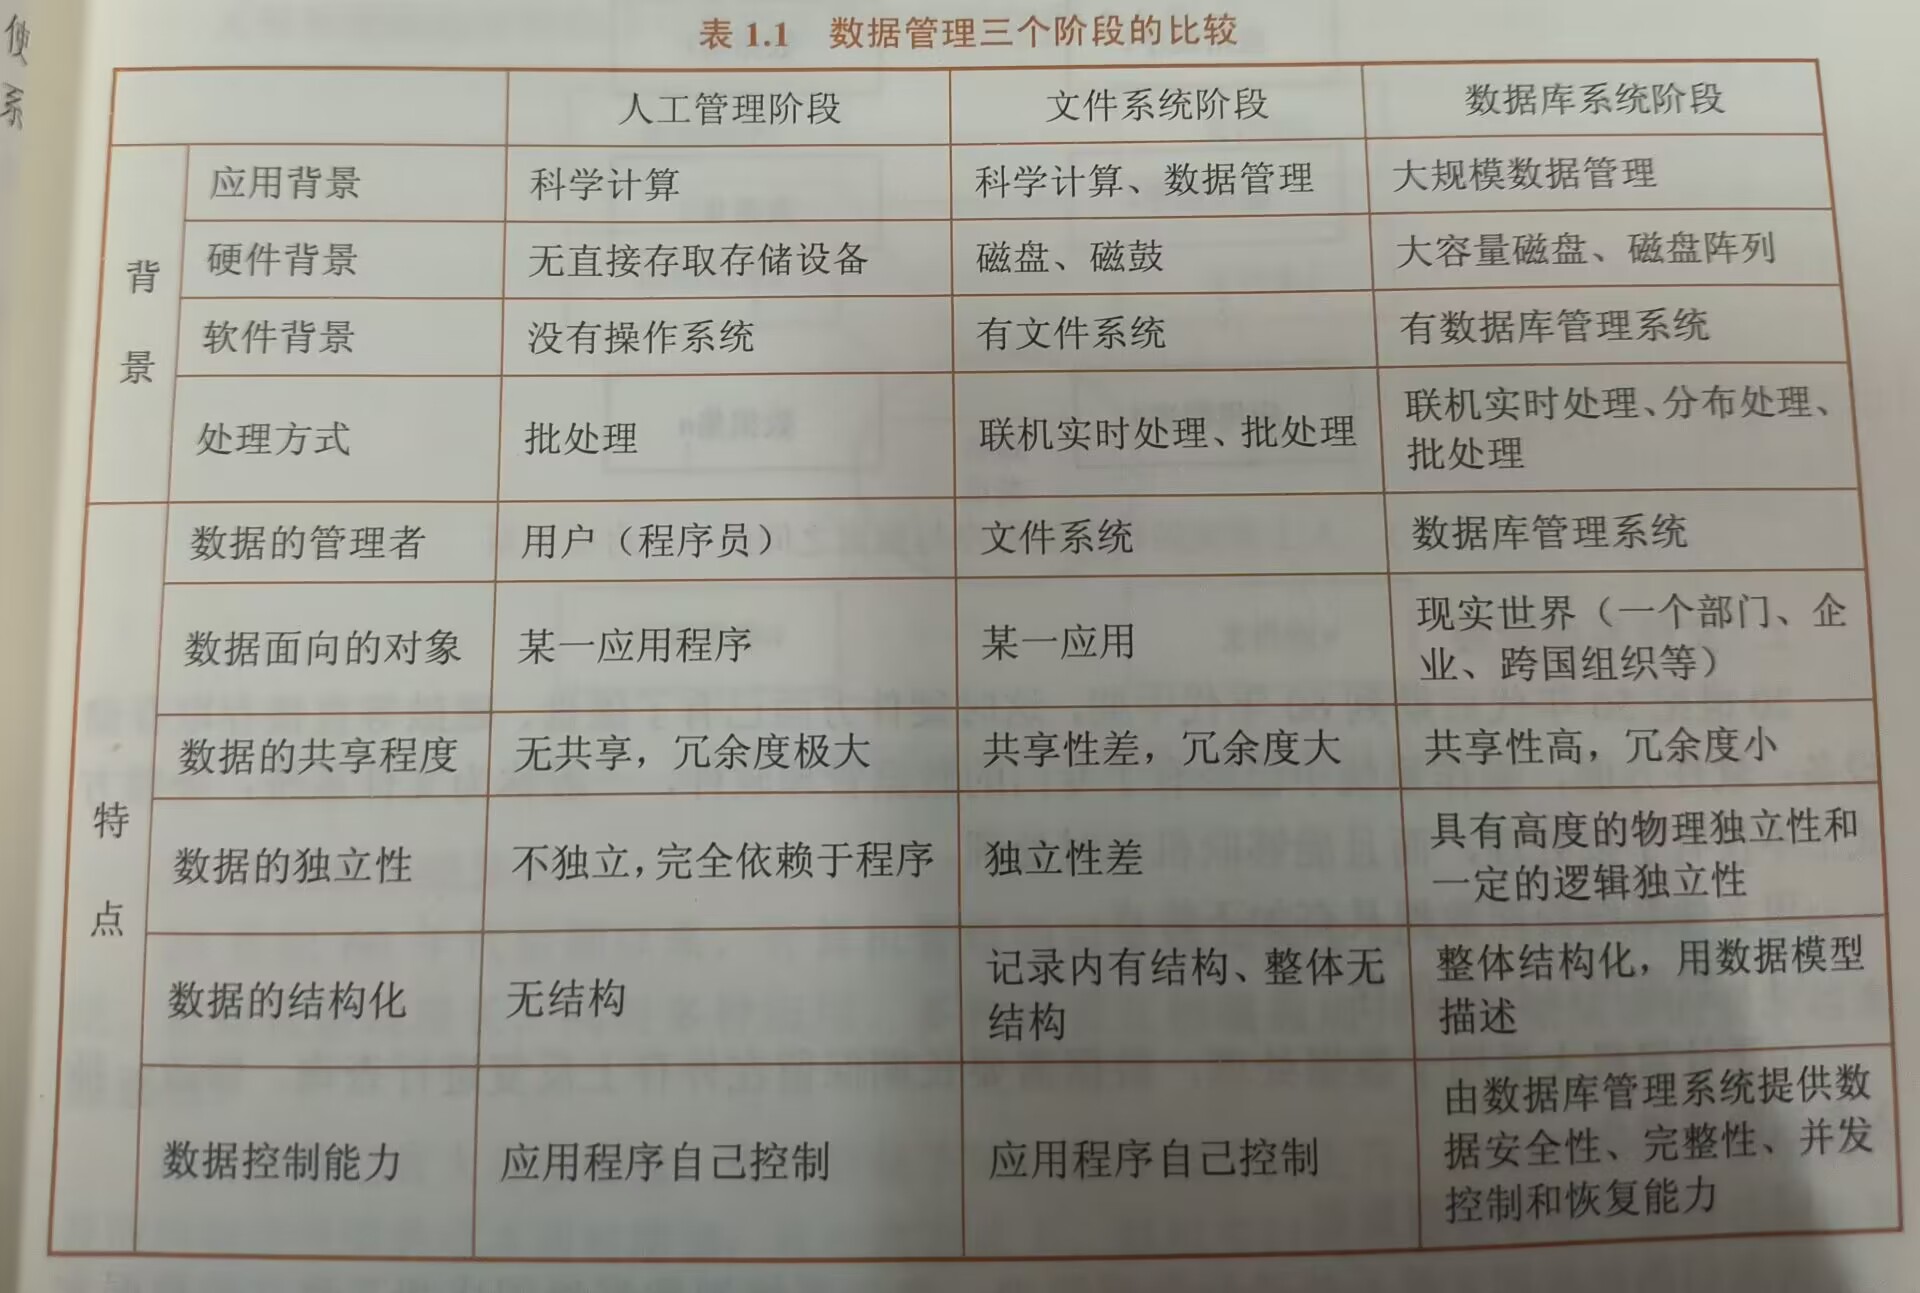 表 1.1 数据管理三个阶段的比较
人工管理阶段 文件系统阶段 数据库系统阶段
背景
应用背景 科学计算 科学计算、数据管理 大规模数据管理
硬件背景 无直接存取存储设备 磁盘、磁鼓 大容量磁盘、磁盘阵列
软件背景 没有操作系统 有文件系统 有数据库管理系统
处理方式 批处理 联机实时处理、批处理 联机实时处理、分布处理、
批处理
特点
数据的管理者 用户（程序员） 文件系统 数据库管理系统
数据面向的对象 某一应用程序 某一应用 现实世界（一个部门、企
业、跨国组织等）
数据的共享程度 无共享，冗余度极大 共享性差，冗余度大 共享性高，冗余度小
数据的独立性 不独立，完全依赖于程序 独立性差 具有高度的物理独立性和
一定的逻辑独立性
数据的结构化 无结构 记录内有结构、整体无
结构 整体结构化，用数据模型
描述
数据控制能力 应用程序自己控制 应用程序自己控制 由数据库管理系统提供数
据安全性、完整性、并发
控制和恢复能力